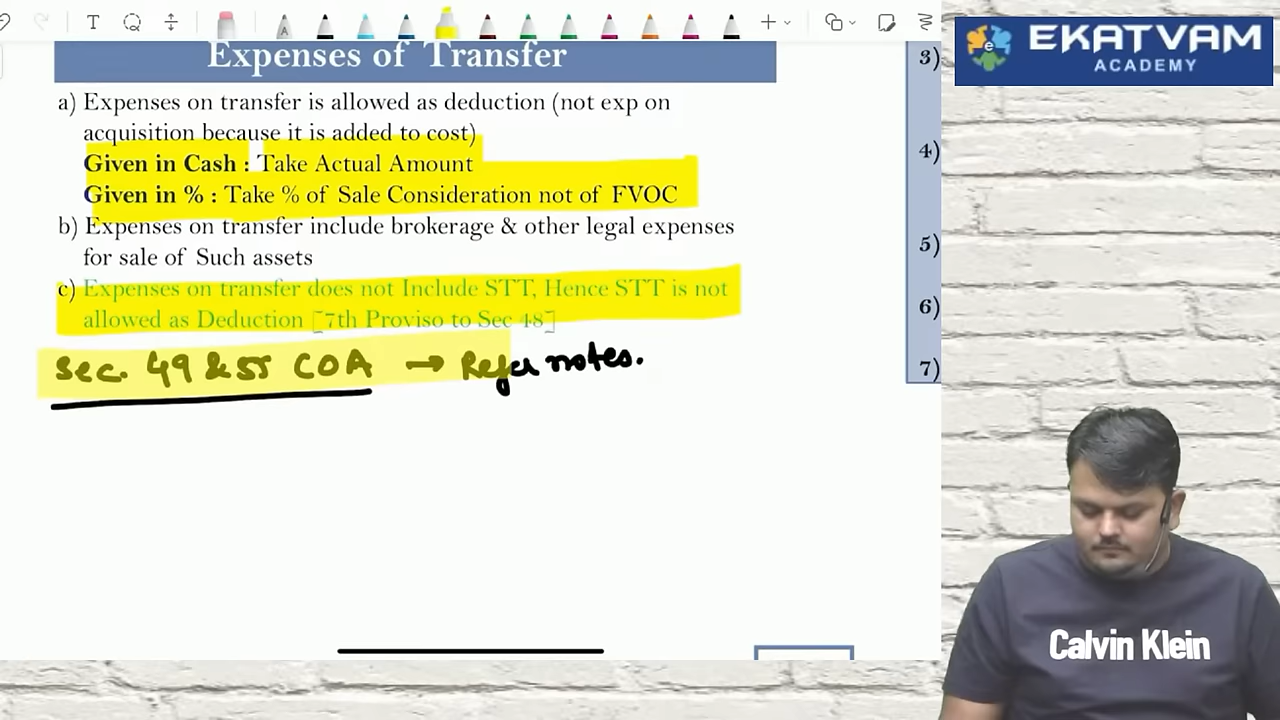 Expenses of Transfer
a) Expenses on transfer is allowed as deduction (not exp on
acquisition because it is added to cost)
Given in Cash : Take Actual Amount
Given in % : Take % of Sale Consideration not of FVOC
b) Expenses on transfer include brokerage & other legal expenses
for sale of Such assets
c) Expenses on transfer does not Include STT, Hence STT is not
allowed as Deduction [7th Proviso to Sec 48]
Sec. 49 & 55 COA → Refer notes.
3)
4)
5)
6)
7)
EKATVAM
ACADEMY
Calvin Klein